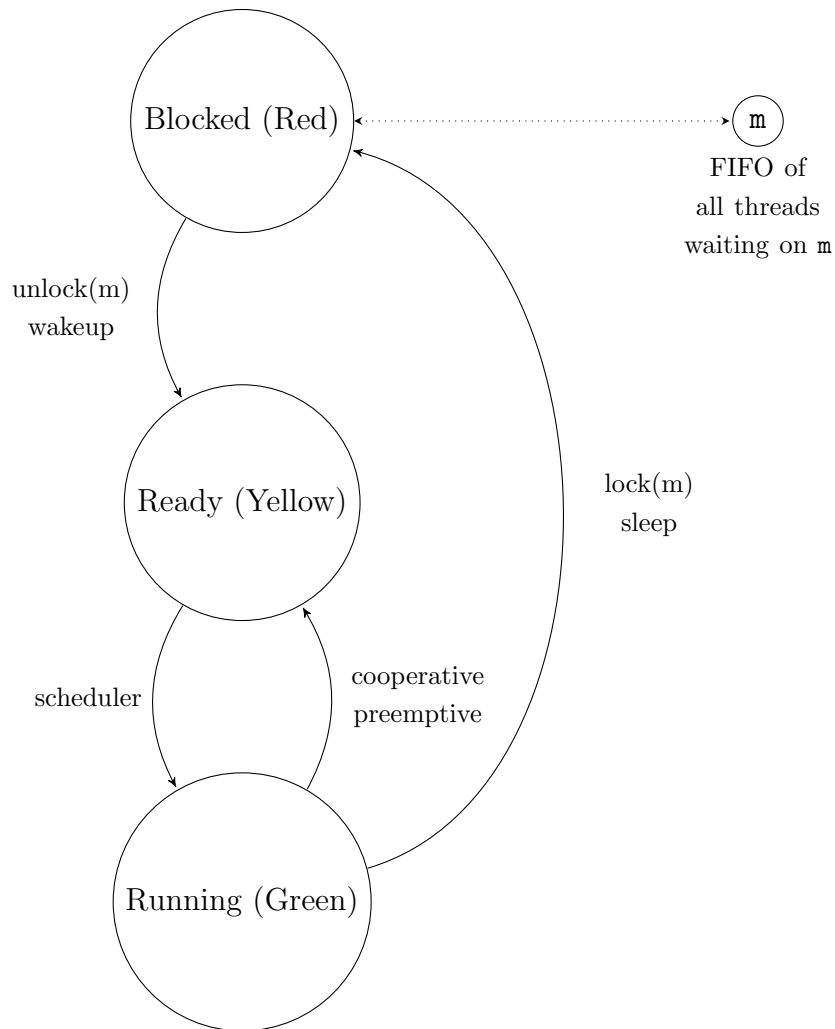 Blocked (Red)
m
FIFO of
all threads
waiting on m
unlock(m)
wakeup
Ready (Yellow)
lock(m)
sleep
scheduler
cooperative
preemptive
Running (Green)